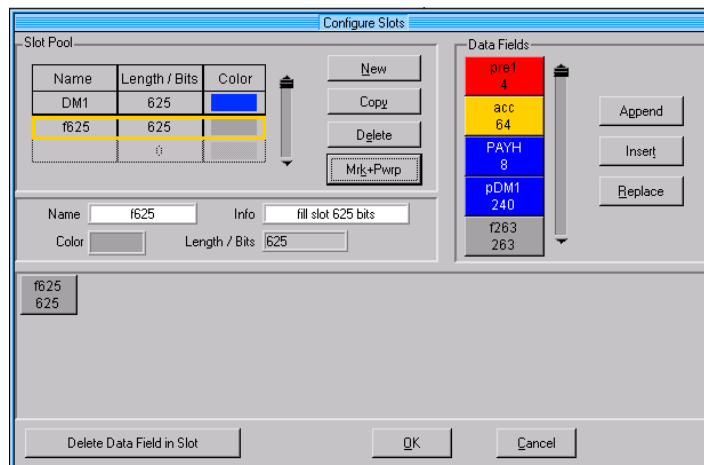 Configure Slots
Slot Pool
Name Length / Bits Color
DM1 625
f625 625
0
New
Copy
Delete
Mrk+Pwrp
Name f625 Info fill slot 625 bits
Color Length / Bits 625
Data Fields
pre1
4
acc
64
PAYH
8
pDM1
240
f263
263
Append
Insert
Replace
f625
625
Delete Data Field in Slot
OK
Cancel